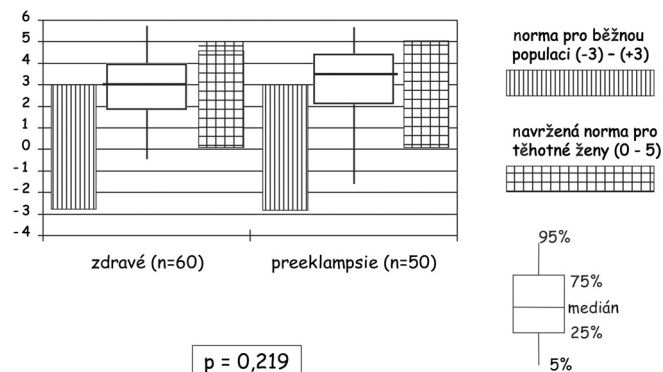 6
5
4
3
2
1
0
-1
-2
-3
-4
zdravé (n=60)
preeklampsie (n=50)
p = 0,219
norma pro běžnou
populaci (-3) – (+3)
navržená norma pro
těhotné ženy (0 - 5)
95%
75%
medián
25%
5%